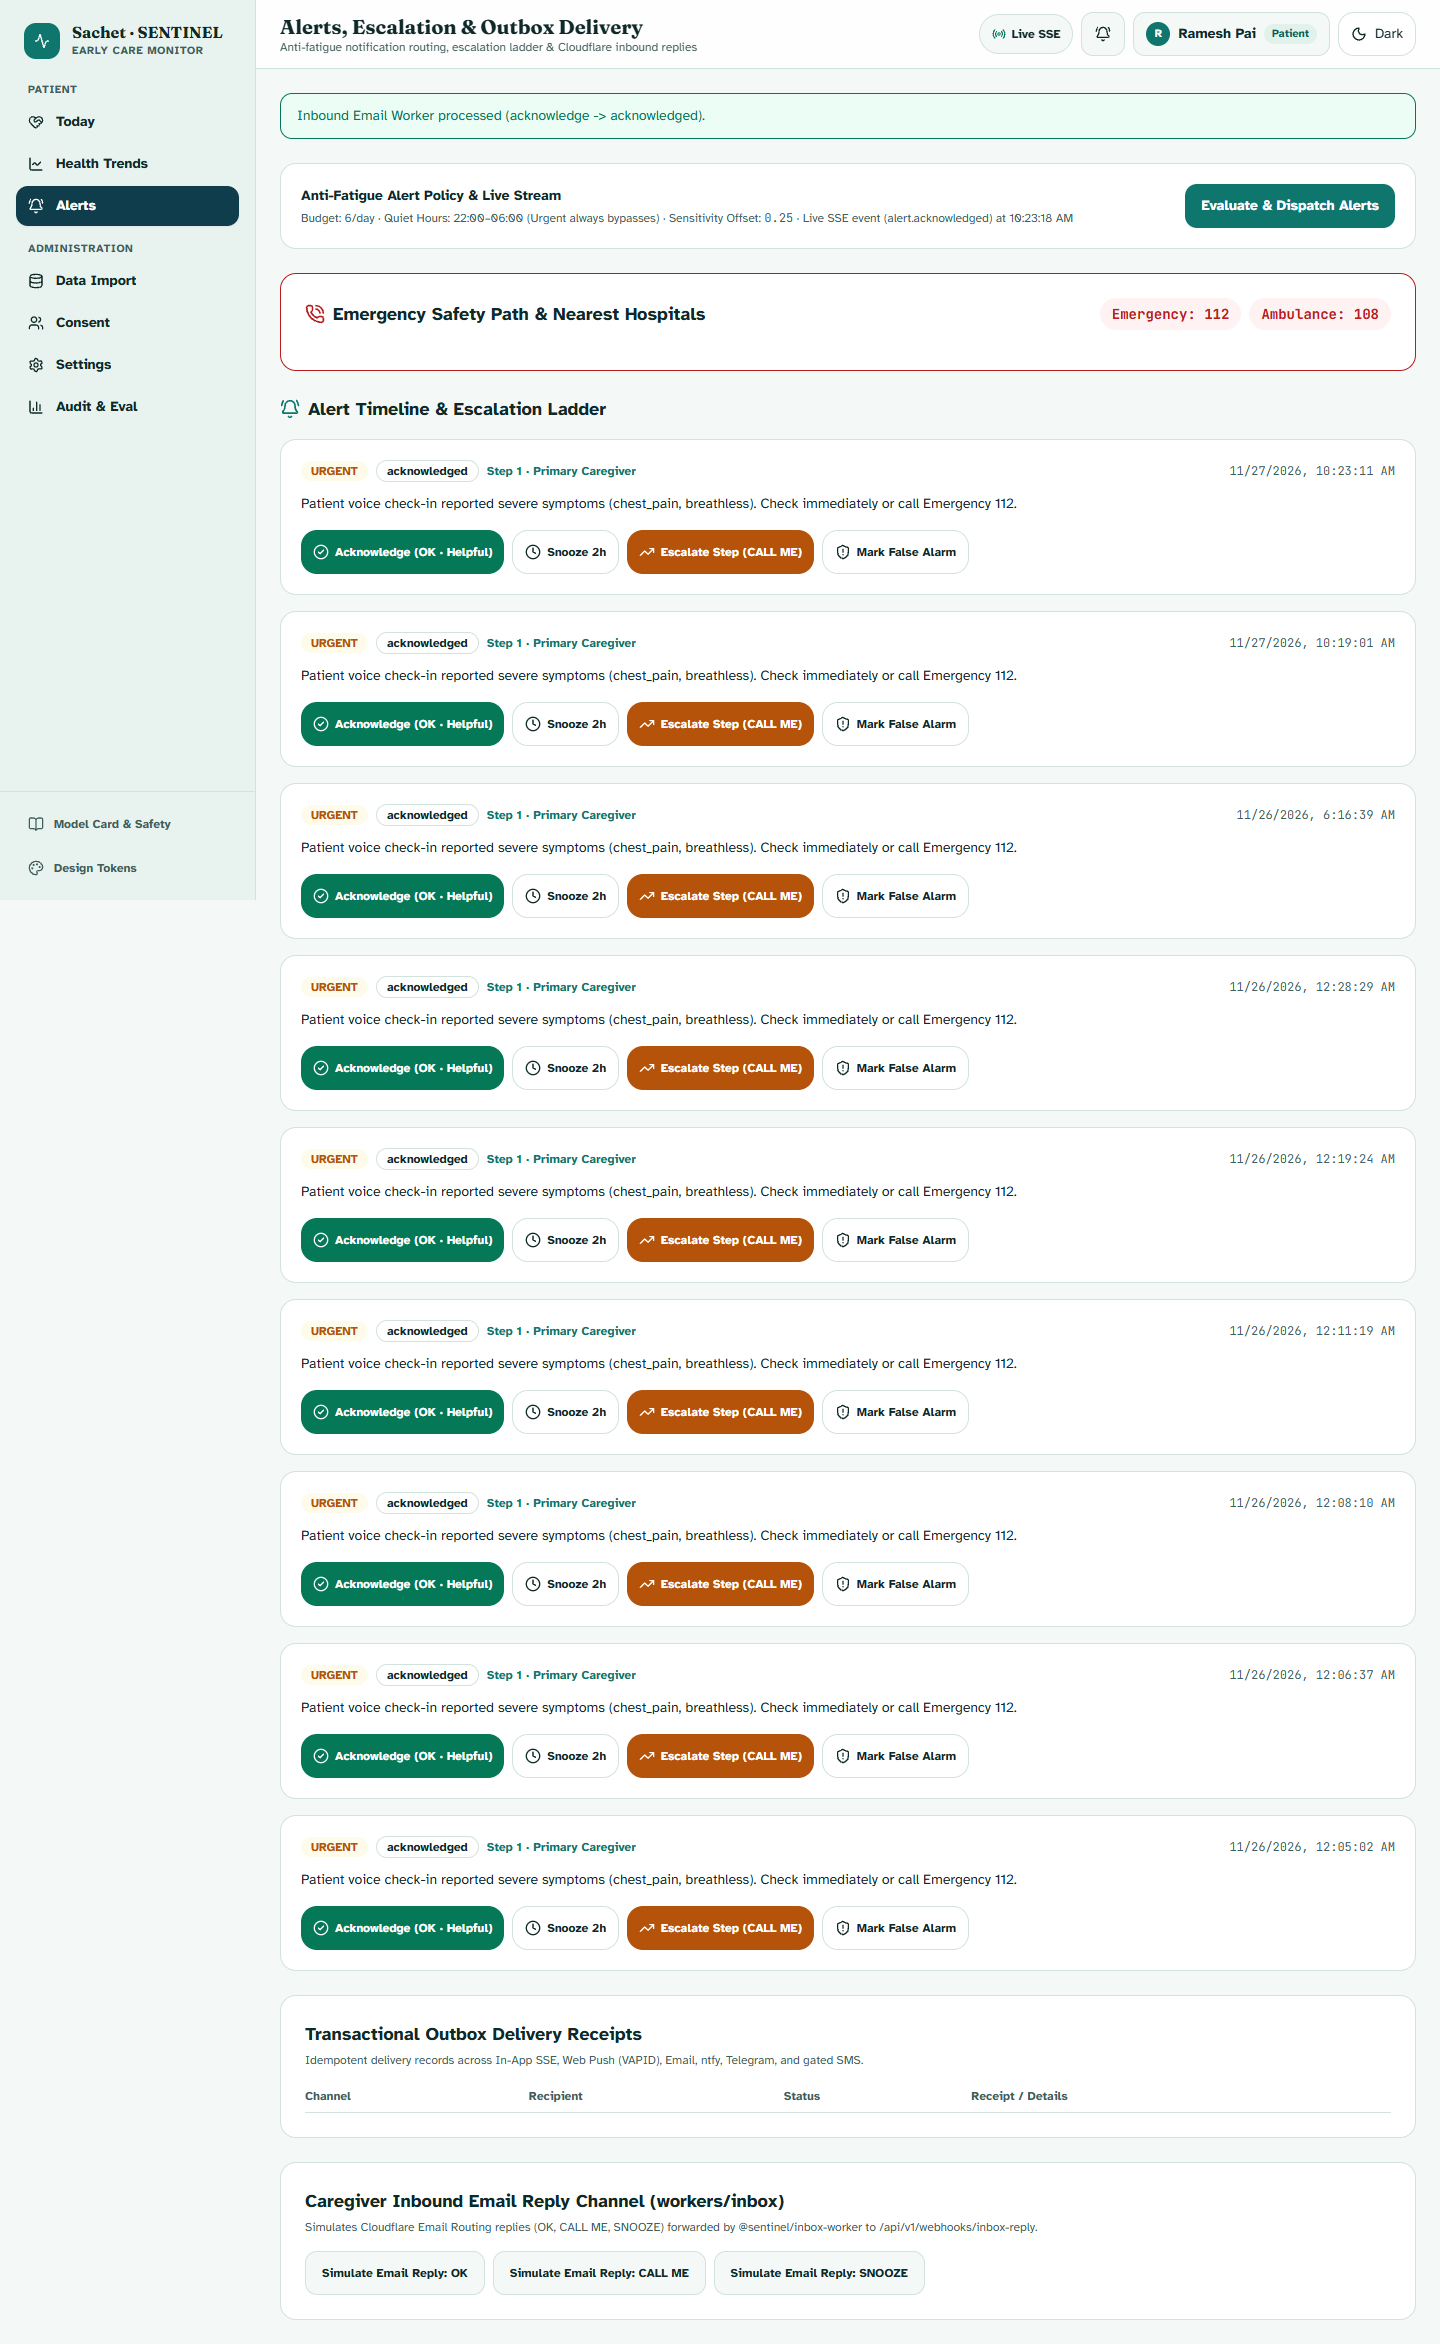 Sachet · SENTINEL
EARLY CARE MONITOR
PATIENT
Today
Health Trends
Alerts
ADMINISTRATION
Data Import
Consent
Settings
Audit & Eval
Model Card & Safety
Design Tokens
Alerts, Escalation & Outbox Delivery
Anti-fatigue notification routing, escalation ladder & Cloudflare inbound replies
Live SSE
R Ramesh Pai Patient
Dark
Inbound Email Worker processed (acknowledge -> acknowledged).
Anti-Fatigue Alert Policy & Live Stream
Budget: 6/day · Quiet Hours: 22:00–06:00 (Urgent always bypasses) · Sensitivity Offset: 0.25 · Live SSE event (alert.acknowledged) at 10:23:18 AM
Evaluate & Dispatch Alerts
Emergency Safety Path & Nearest Hospitals
Emergency: 112 Ambulance: 108
Alert Timeline & Escalation Ladder
URGENT acknowledged Step 1 · Primary Caregiver 11/27/2026, 10:23:11 AM
Patient voice check-in reported severe symptoms (chest_pain, breathless). Check immediately or call Emergency 112.
Acknowledge (OK · Helpful) Snooze 2h Escalate Step (CALL ME) Mark False Alarm
URGENT acknowledged Step 1 · Primary Caregiver 11/27/2026, 10:19:01 AM
Patient voice check-in reported severe symptoms (chest_pain, breathless). Check immediately or call Emergency 112.
Acknowledge (OK · Helpful) Snooze 2h Escalate Step (CALL ME) Mark False Alarm
URGENT acknowledged Step 1 · Primary Caregiver 11/26/2026, 6:16:39 AM
Patient voice check-in reported severe symptoms (chest_pain, breathless). Check immediately or call Emergency 112.
Acknowledge (OK · Helpful) Snooze 2h Escalate Step (CALL ME) Mark False Alarm
URGENT acknowledged Step 1 · Primary Caregiver 11/26/2026, 12:28:29 AM
Patient voice check-in reported severe symptoms (chest_pain, breathless). Check immediately or call Emergency 112.
Acknowledge (OK · Helpful) Snooze 2h Escalate Step (CALL ME) Mark False Alarm
URGENT acknowledged Step 1 · Primary Caregiver 11/26/2026, 12:19:24 AM
Patient voice check-in reported severe symptoms (chest_pain, breathless). Check immediately or call Emergency 112.
Acknowledge (OK · Helpful) Snooze 2h Escalate Step (CALL ME) Mark False Alarm
URGENT acknowledged Step 1 · Primary Caregiver 11/26/2026, 12:11:19 AM
Patient voice check-in reported severe symptoms (chest_pain, breathless). Check immediately or call Emergency 112.
Acknowledge (OK · Helpful) Snooze 2h Escalate Step (CALL ME) Mark False Alarm
URGENT acknowledged Step 1 · Primary Caregiver 11/26/2026, 12:08:10 AM
Patient voice check-in reported severe symptoms (chest_pain, breathless). Check immediately or call Emergency 112.
Acknowledge (OK · Helpful) Snooze 2h Escalate Step (CALL ME) Mark False Alarm
URGENT acknowledged Step 1 · Primary Caregiver 11/26/2026, 12:06:37 AM
Patient voice check-in reported severe symptoms (chest_pain, breathless). Check immediately or call Emergency 112.
Acknowledge (OK · Helpful) Snooze 2h Escalate Step (CALL ME) Mark False Alarm
URGENT acknowledged Step 1 · Primary Caregiver 11/26/2026, 12:05:02 AM
Patient voice check-in reported severe symptoms (chest_pain, breathless). Check immediately or call Emergency 112.
Acknowledge (OK · Helpful) Snooze 2h Escalate Step (CALL ME) Mark False Alarm
Transactional Outbox Delivery Receipts
Idempotent delivery records across In-App SSE, Web Push (VAPID), Email, ntfy, Telegram, and gated SMS.
Channel Recipient Status Receipt / Details
Caregiver Inbound Email Reply Channel (workers/inbox)
Simulates Cloudflare Email Routing replies (OK, CALL ME, SNOOZE) forwarded by @sentinel/inbox-worker to /api/v1/webhooks/inbox-reply.
Simulate Email Reply: OK Simulate Email Reply: CALL ME Simulate Email Reply: SNOOZE